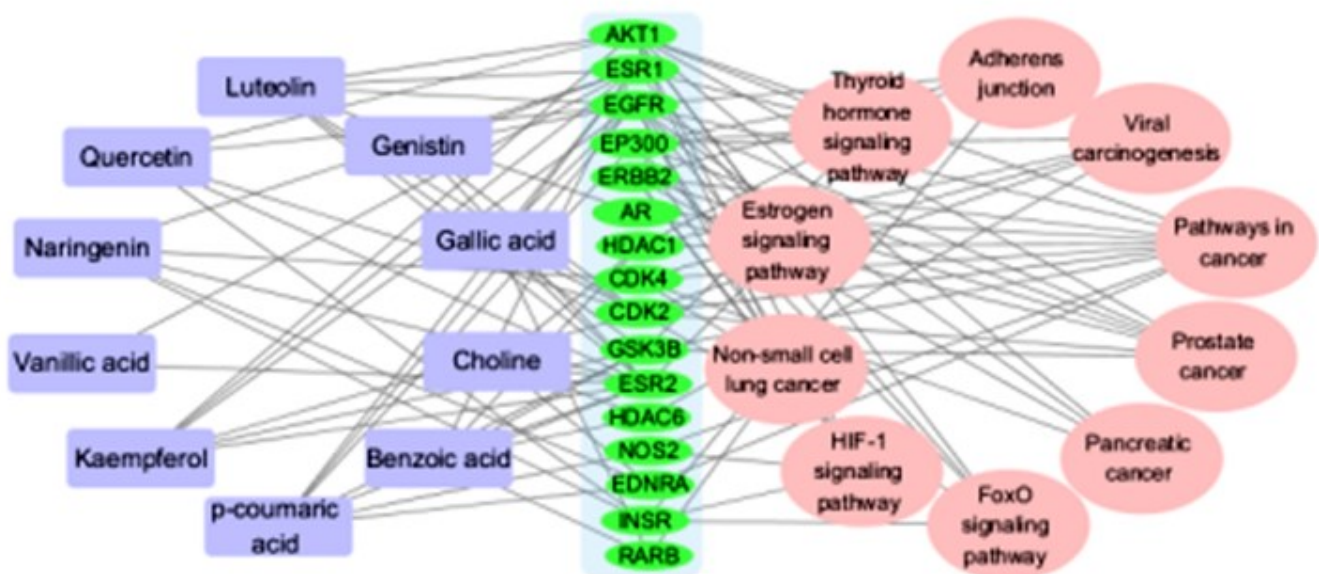 Luteolin
Quercetin
Genistin
Naringenin
Gallic acid
Vanillic acid
Choline
Kaempferol
Benzoic acid
p-coumaric
acid
AKT1
ESR1
EGFR
EP300
ERBB2
AR
HDAC1
CDK4
CDK2
GSK3B
ESR2
HDAC6
NOS2
EDNRA
INSR
RARB
Thyroid
hormone
signaling
pathway
Adherens
junction
Viral
carcinogenesis
Estrogen
signaling
pathway
Pathways in
cancer
Non-small cell
lung cancer
Prostate
cancer
HIF-1
signaling
pathway
Pancreatic
cancer
FoxO
signaling
pathway